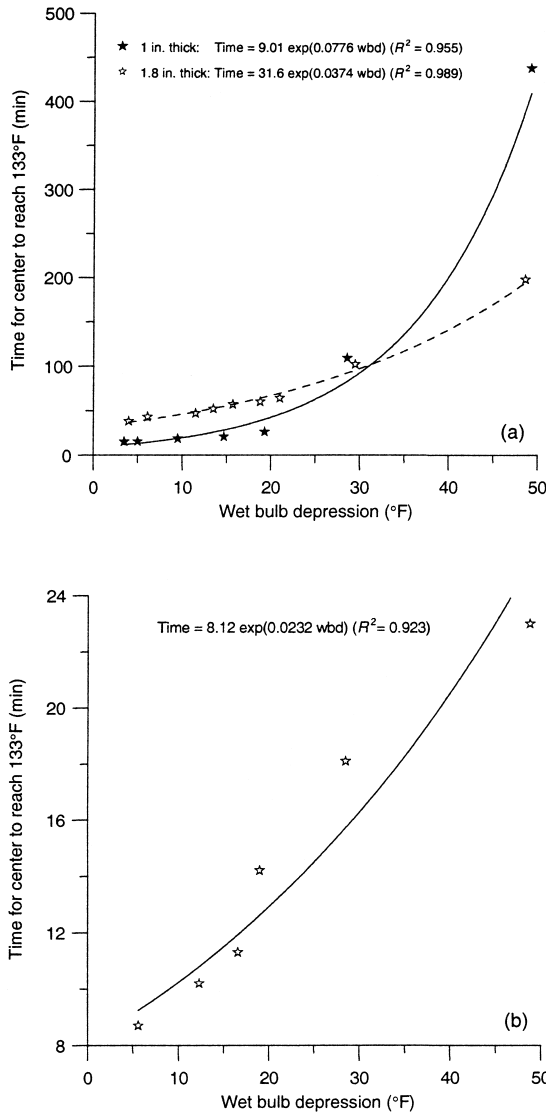 ★ 1 in. thick: Time = 9.01 exp(0.0776 wbd) (R² = 0.955)
☆ 1.8 in. thick: Time = 31.6 exp(0.0374 wbd) (R² = 0.989)
Time for center to reach 133°F (min)
500
400
300
200
100
0
(a)
0 10 20 30 40 50
Wet bulb depression (°F)
Time = 8.12 exp(0.0232 wbd) (R² = 0.923)
Time for center to reach 133°F (min)
24
20
16
12
8
(b)
0 10 20 30 40 50
Wet bulb depression (°F)